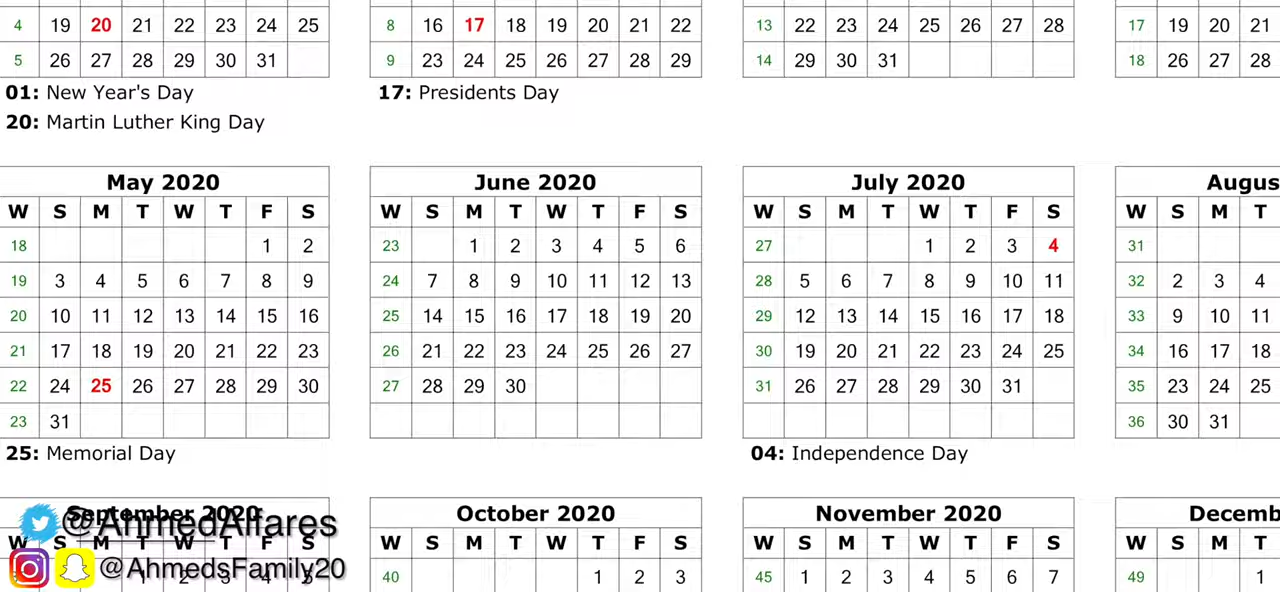 4 19 20 21 22 23 24 25
5 26 27 28 29 30 31
01: New Year's Day
20: Martin Luther King Day
8 16 17 18 19 20 21 22
9 23 24 25 26 27 28 29
17: Presidents Day
13 22 23 24 25 26 27 28
14 29 30 31
17 19 20 21
18 26 27 28
May 2020
W S M T W T F S
18 1 2
19 3 4 5 6 7 8 9
20 10 11 12 13 14 15 16
21 17 18 19 20 21 22 23
22 24 25 26 27 28 29 30
23 31
25: Memorial Day
June 2020
W S M T W T F S
23 1 2 3 4 5 6
24 7 8 9 10 11 12 13
25 14 15 16 17 18 19 20
26 21 22 23 24 25 26 27
27 28 29 30
July 2020
W S M T W T F S
27 1 2 3 4
28 5 6 7 8 9 10 11
29 12 13 14 15 16 17 18
30 19 20 21 22 23 24 25
31 26 27 28 29 30 31
04: Independence Day
Augus
W S M T
31
32 2 3 4
33 9 10 11
34 16 17 18
35 23 24 25
36 30 31
September 2020
W S M T W T F S
1 2 3 4 5
@AhmedAlfares
@AhmedsFamily20
October 2020
W S M T W T F S
40 1 2 3
November 2020
W S M T W T F S
45 1 2 3 4 5 6 7
Decemb
W S M T
49 1